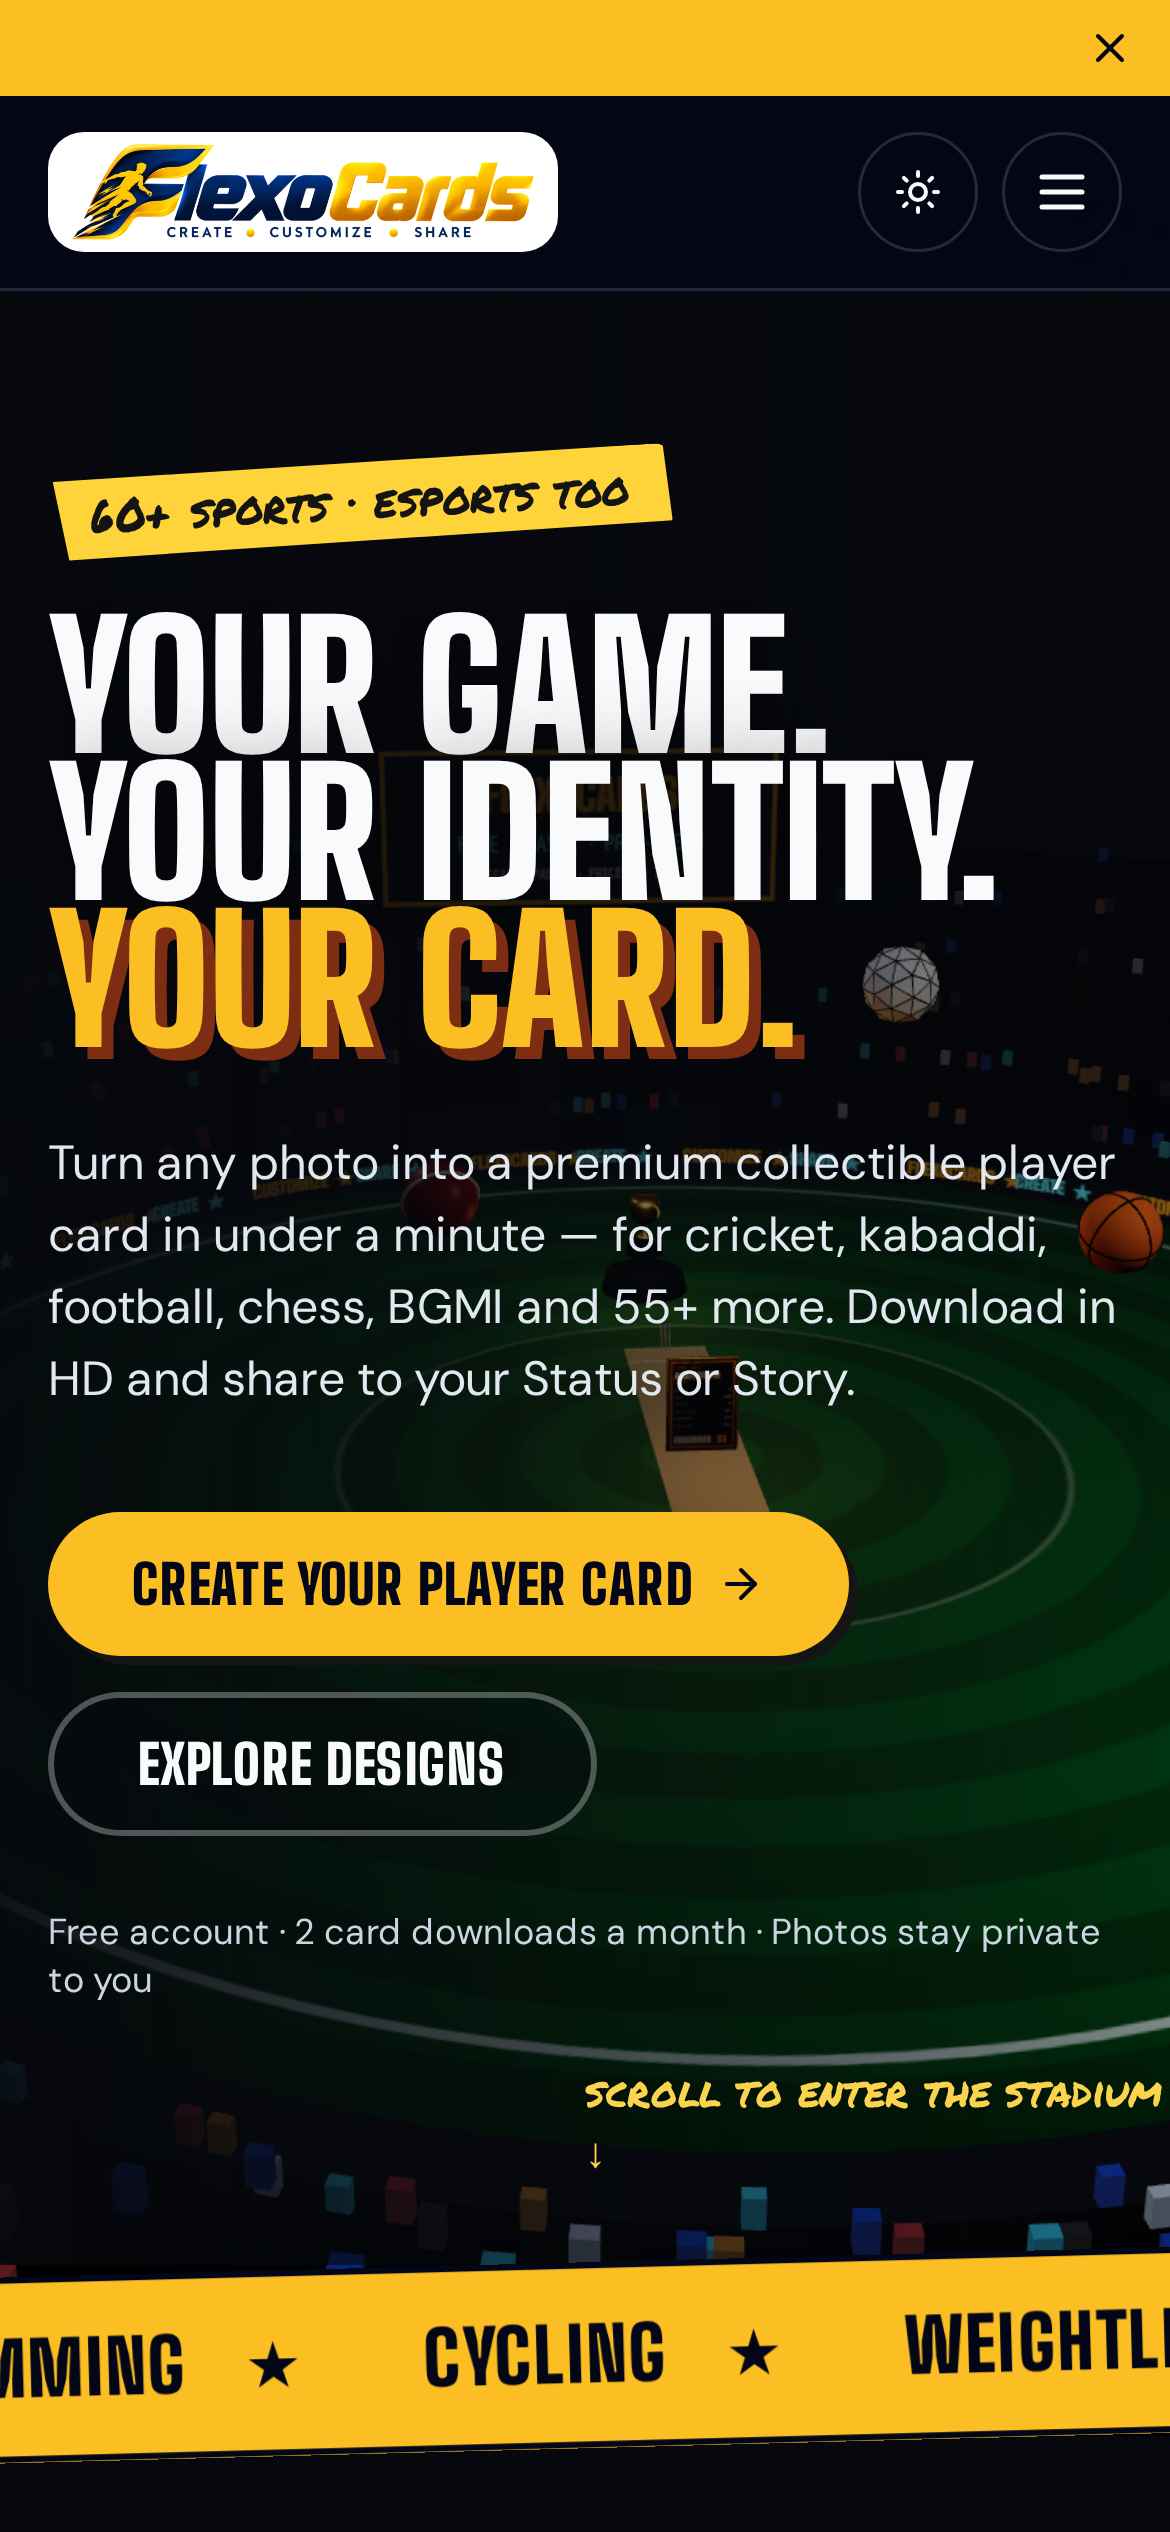 FlexoCards
CREATE • CUSTOMIZE • SHARE
60+ SPORTS · ESPORTS TOO
YOUR GAME.
YOUR IDENTITY.
YOUR CARD.
Turn any photo into a premium collectible player
card in under a minute — for cricket, kabaddi,
football, chess, BGMI and 55+ more. Download in
HD and share to your Status or Story.
CREATE YOUR PLAYER CARD →
EXPLORE DESIGNS
Free account · 2 card downloads a month · Photos stay private
to you
SCROLL TO ENTER THE STADIUM
↓
MMING ★ CYCLING ★ WEIGHTL